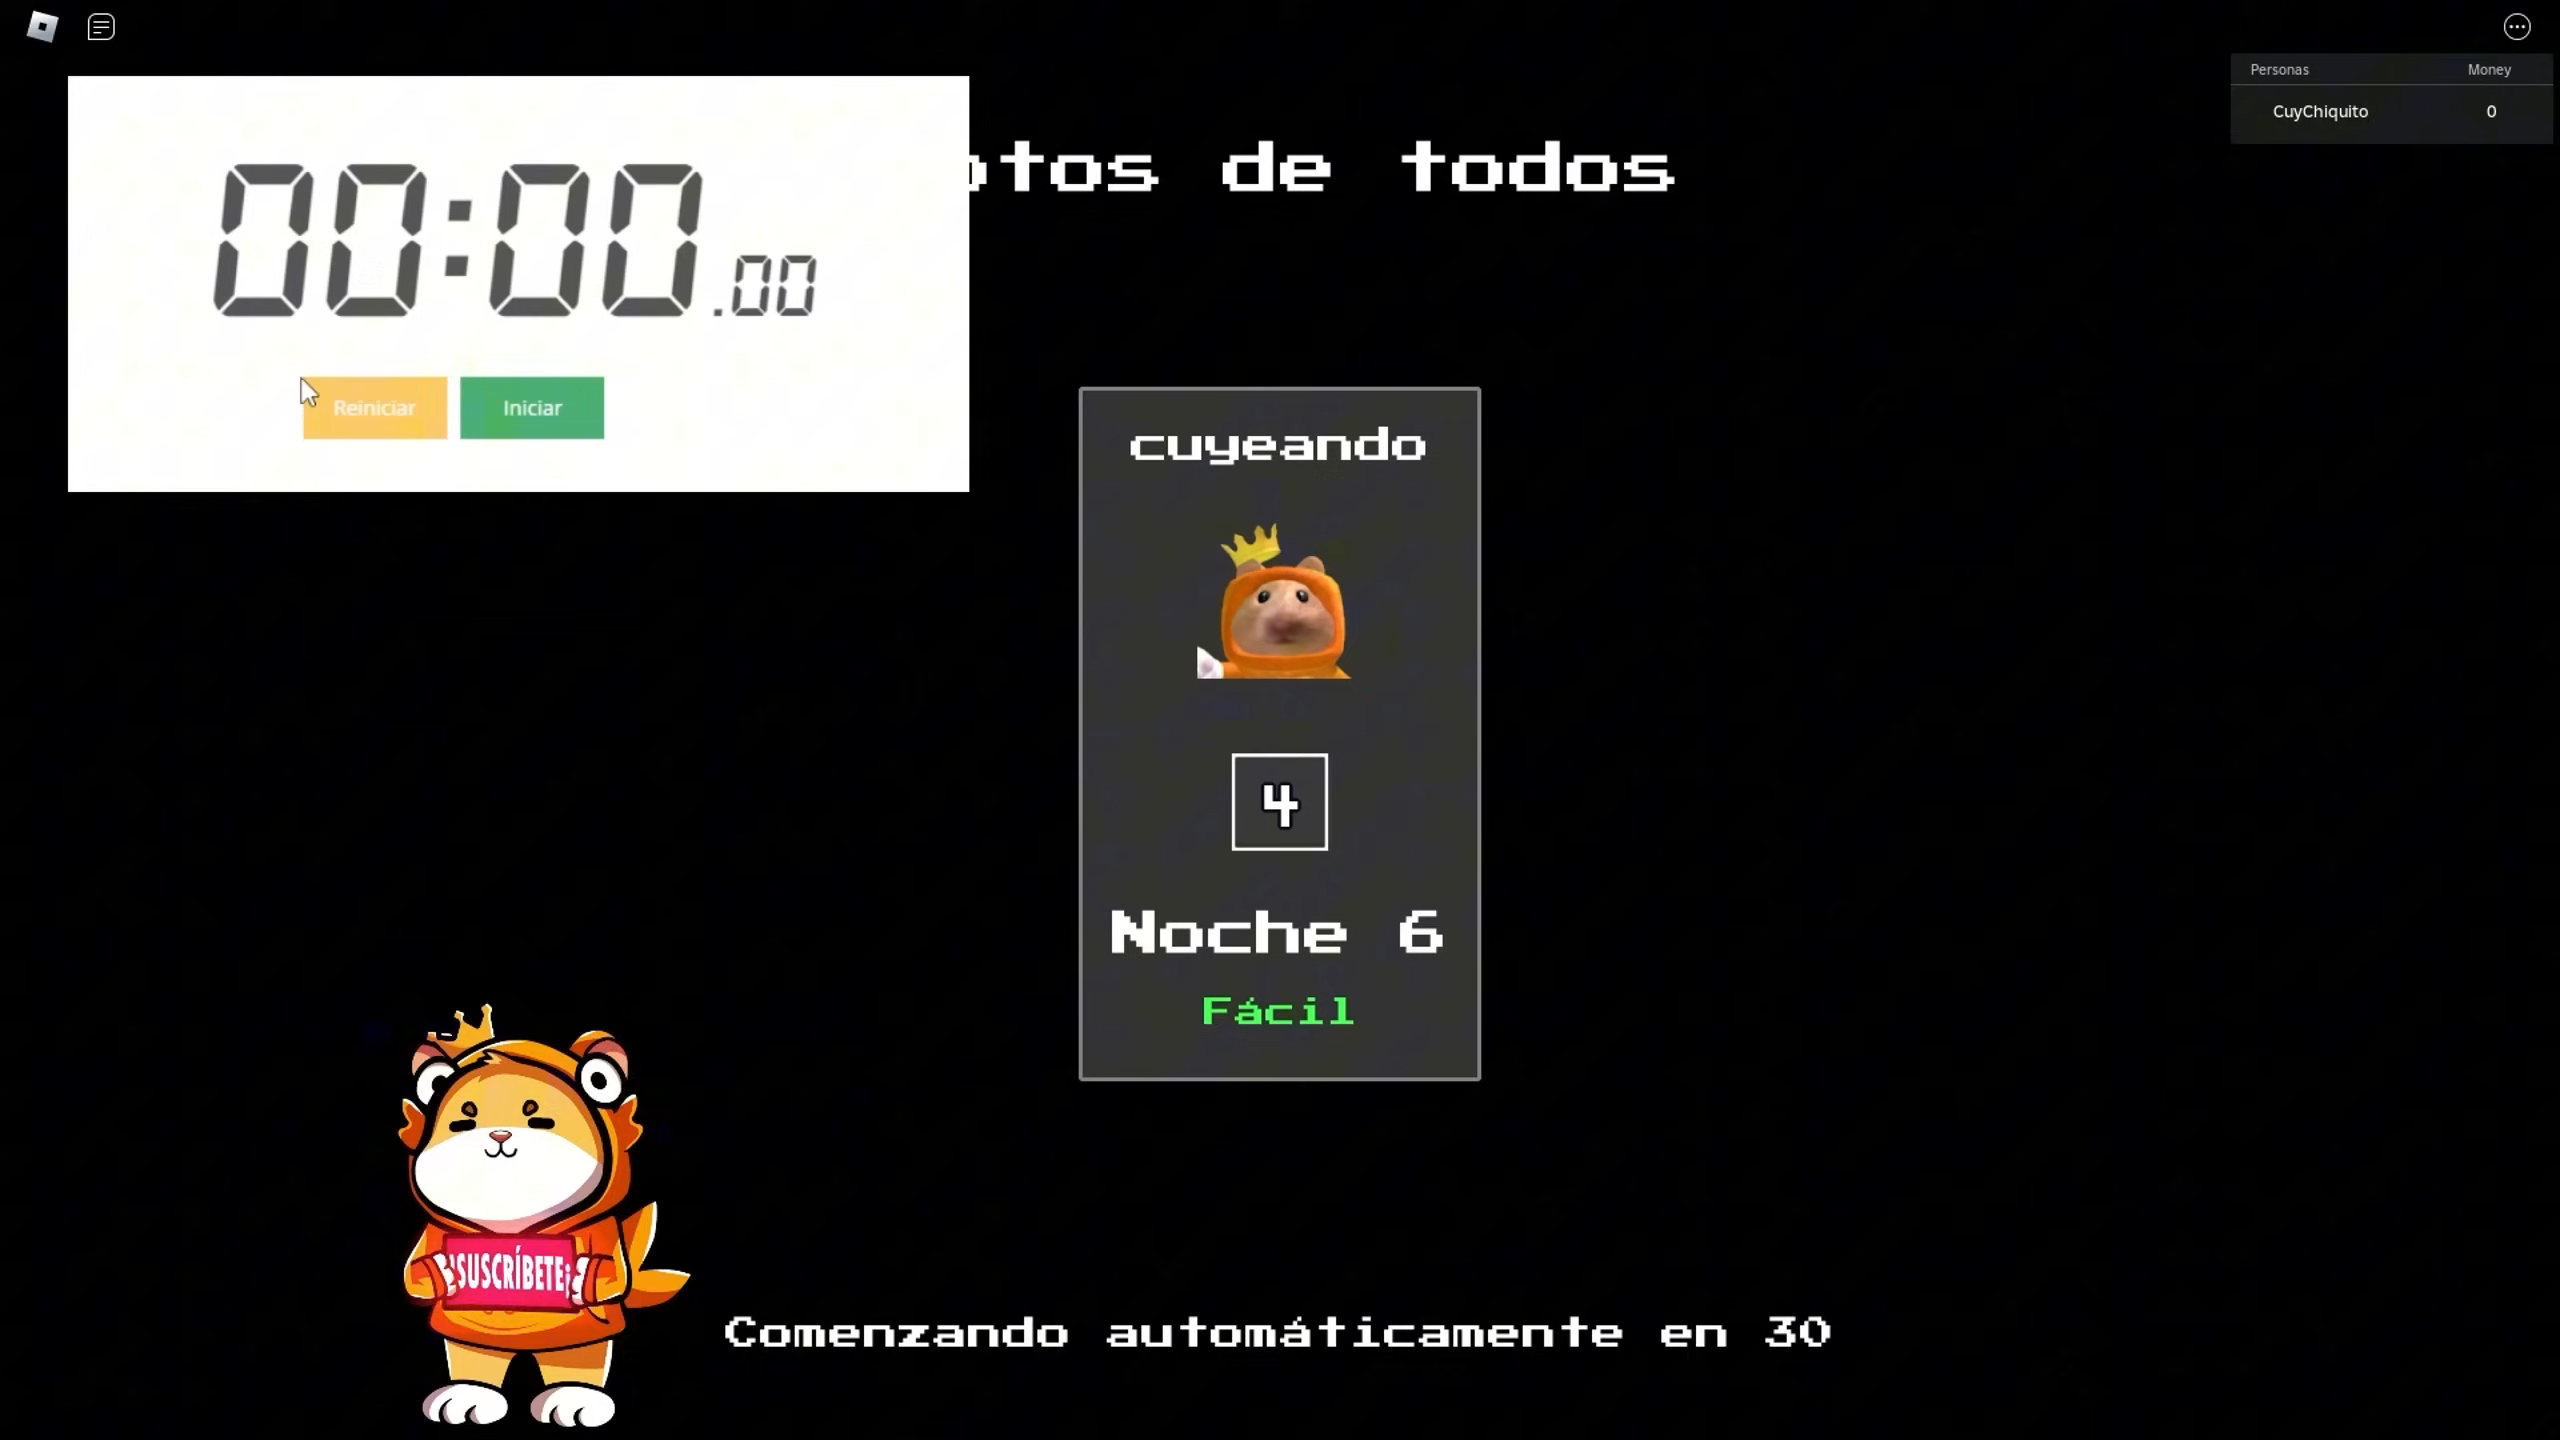 Personas Money
CuyChiquito 0
00:00.00
Reiniciar Iniciar
de todos
cuyeando
4
Noche 6
Fácil
¡SUSCRÍBETE!
Comenzando automáticamente en 30